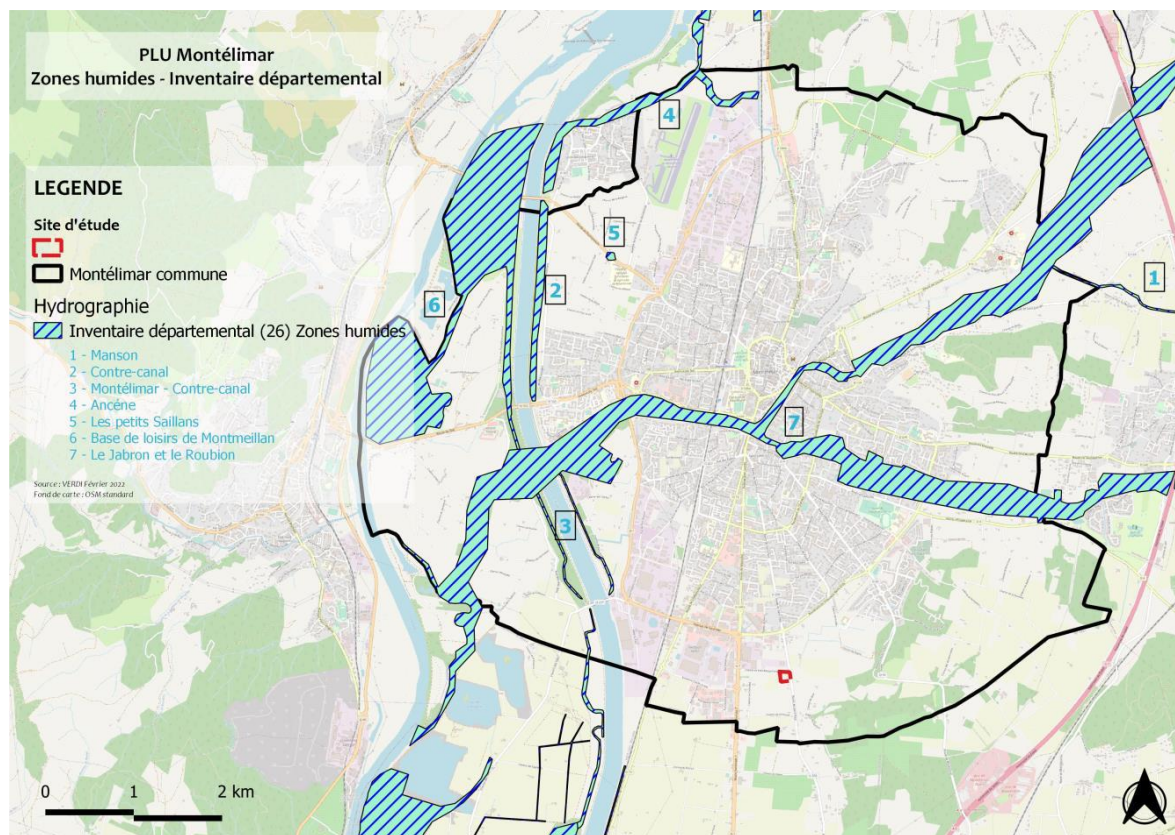 PLU Montélimar
Zones humides - Inventaire départemental
LEGENDE
Site d'étude
Montélimar commune
Hydrographie
Inventaire départemental (26) Zones humides
1 - Manson
2 - Contre-canal
3 - Montélimar - Contre-canal
4 - Ancéne
5 - Les petits Saillans
6 - Base de loisirs de Montmeillan
7 - Le Jabron et le Roubion
Source : VERDI Février 2022
Fond de carte : OSM standard
4
5
1
2
6
7
3
0 1 2 km